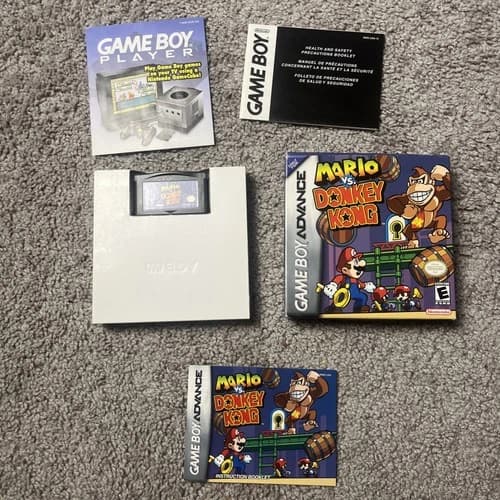 GAME BOY
PLAYER
Play Game Boy games
on your TV using a
Nintendo GameCube!
GAME BOY
HEALTH AND SAFETY
PRECAUTIONS BOOKLET
MANUEL DE PRÉCAUTIONS
CONCERNANT LA SANTÉ ET LA SÉCURITÉ
FOLLETO DE PRECAUCIONES
DE SALUD Y SEGURIDAD
GAME BOY ADVANCE
MARIO
VS.
DONKEY
KONG
E
Nintendo
GAME BOY ADVANCE
MARIO
VS.
DONKEY
KONG
INSTRUCTION BOOKLET